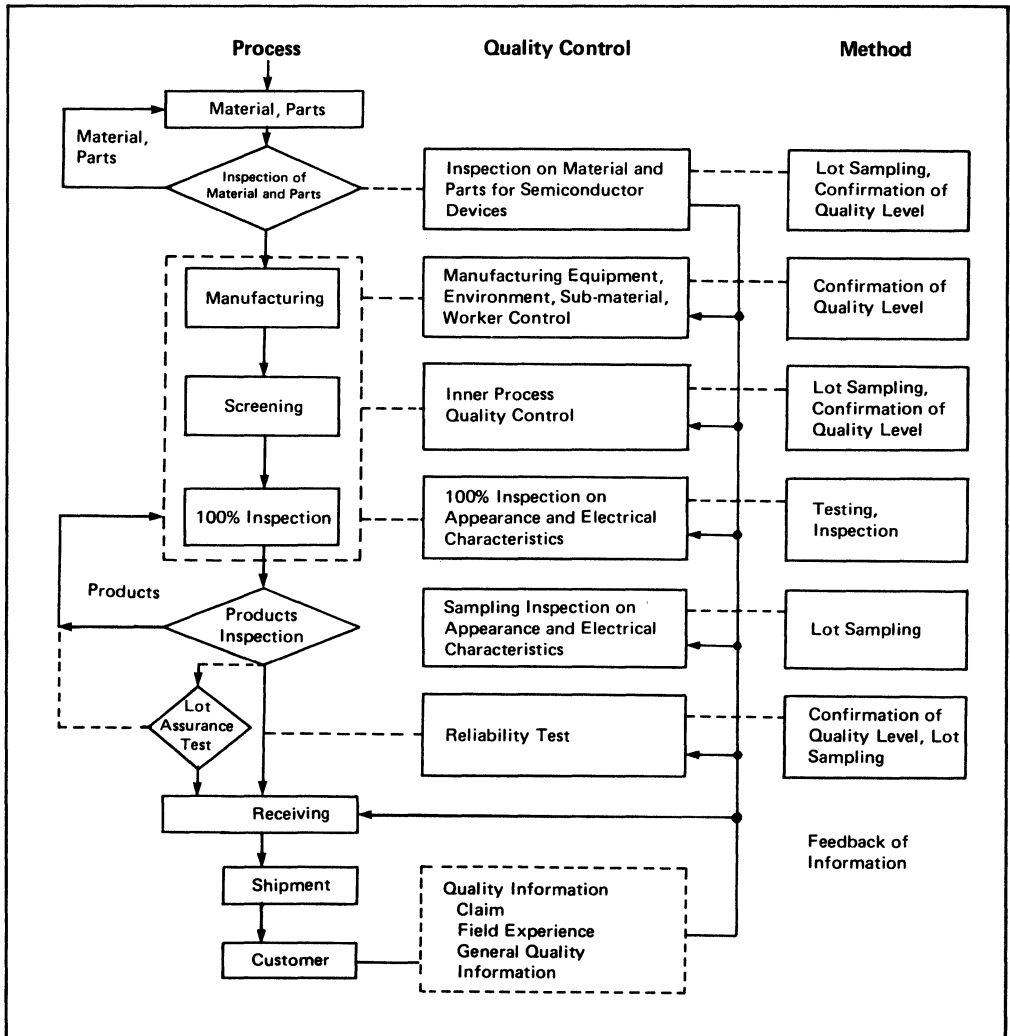 Process
Quality Control
Method
Material, Parts
Material,
Parts
Inspection of
Material and Parts
Inspection on Material and
Parts for Semiconductor
Devices
Lot Sampling,
Confirmation of
Quality Level
Manufacturing
Manufacturing Equipment,
Environment, Sub-material,
Worker Control
Confirmation of
Quality Level
Screening
Inner Process
Quality Control
Lot Sampling,
Confirmation of
Quality Level
100% Inspection
100% Inspection on
Appearance and Electrical
Characteristics
Testing,
Inspection
Products
Products
Inspection
Sampling Inspection on
Appearance and Electrical
Characteristics
Lot Sampling
Lot
Assurance
Test
Reliability Test
Confirmation of
Quality Level, Lot
Sampling
Receiving
Feedback of
Information
Shipment
Quality Information
Claim
Field Experience
General Quality
Information
Customer